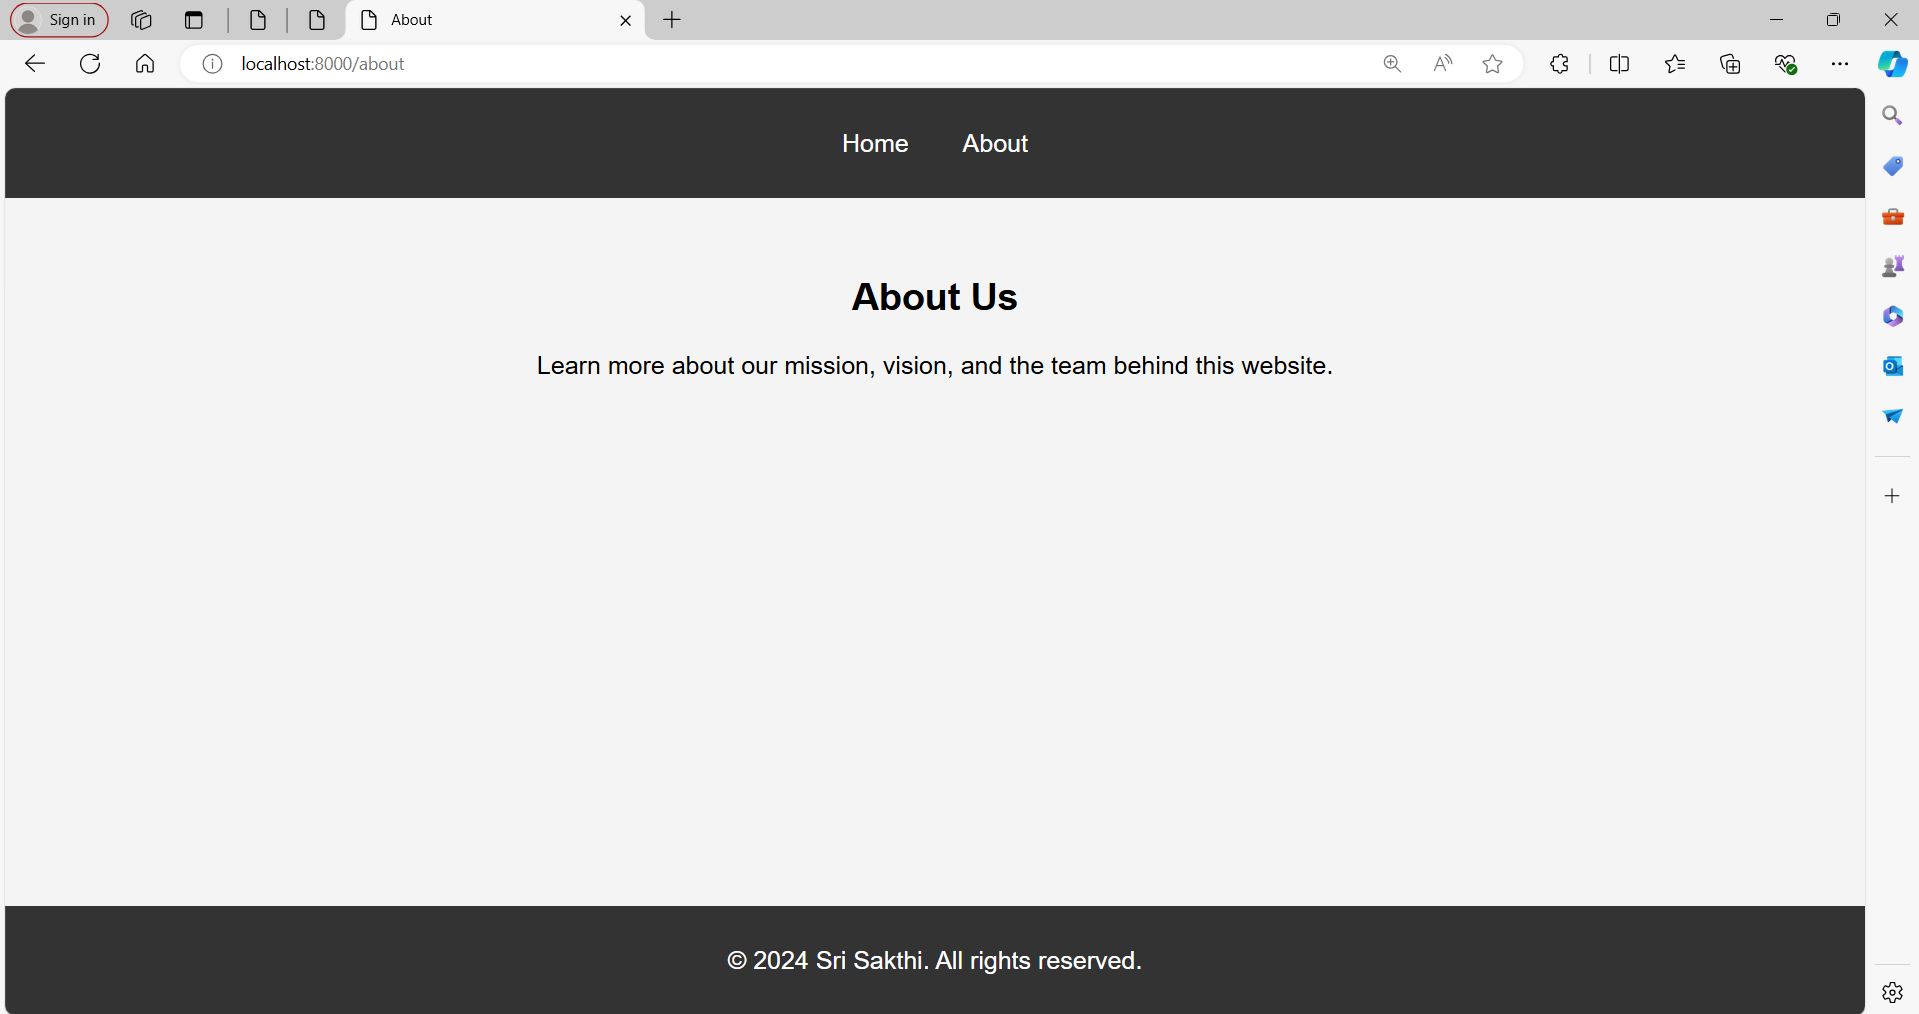 Sign in
About
localhost:8000/about
Home About
About Us
Learn more about our mission, vision, and the team behind this website.
© 2024 Sri Sakthi. All rights reserved.